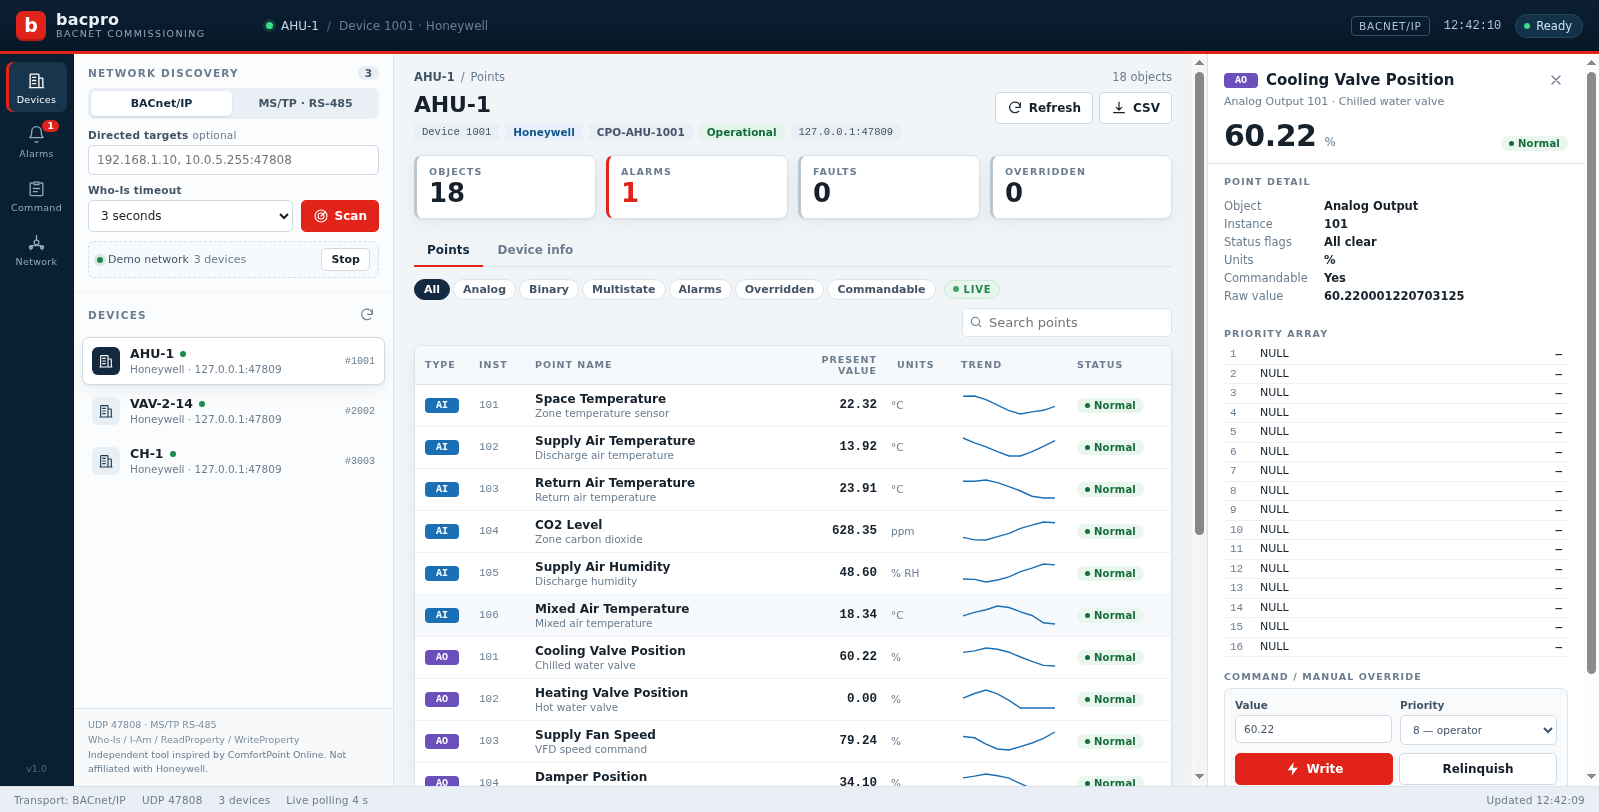 b
bacpro
BACNET COMMISSIONING
AHU-1 / Device 1001 · Honeywell
BACNET/IP
12:42:10
Ready
Devices
1
Alarms
Command
Network
v1.0
NETWORK DISCOVERY
3
BACnet/IP
MS/TP · RS-485
Directed targets optional
192.168.1.10, 10.0.5.255:47808
Who-Is timeout
3 seconds
Scan
Demo network 3 devices
Stop
DEVICES
AHU-1
Honeywell · 127.0.0.1:47809
#1001
VAV-2-14
Honeywell · 127.0.0.1:47809
#2002
CH-1
Honeywell · 127.0.0.1:47809
#3003
UDP 47808 · MS/TP RS-485
Who-Is / I-Am / ReadProperty / WriteProperty
Independent tool inspired by ComfortPoint Online. Not
affiliated with Honeywell.
AHU-1 / Points
18 objects
AHU-1
Refresh
CSV
Device 1001
Honeywell
CPO-AHU-1001
Operational
127.0.0.1:47809
OBJECTS
18
ALARMS
1
FAULTS
0
OVERRIDDEN
0
Points
Device info
All
Analog
Binary
Multistate
Alarms
Overridden
Commandable
LIVE
Search points
TYPE INST POINT NAME PRESENT VALUE UNITS TREND STATUS
AI 101 Space Temperature 22.32 °C Normal
Zone temperature sensor
AI 102 Supply Air Temperature 13.92 °C Normal
Discharge air temperature
AI 103 Return Air Temperature 23.91 °C Normal
Return air temperature
AI 104 CO2 Level 628.35 ppm Normal
Zone carbon dioxide
AI 105 Supply Air Humidity 48.60 % RH Normal
Discharge humidity
AI 106 Mixed Air Temperature 18.34 °C Normal
Mixed air temperature
AO 101 Cooling Valve Position 60.22 % Normal
Chilled water valve
AO 102 Heating Valve Position 0.00 % Normal
Hot water valve
AO 103 Supply Fan Speed 79.24 % Normal
VFD speed command
AO 104 Damper Position 34.10 % Normal
AO Cooling Valve Position
Analog Output 101 · Chilled water valve
60.22 %
Normal
POINT DETAIL
Object Analog Output
Instance 101
Status flags All clear
Units %
Commandable Yes
Raw value 60.220001220703125
PRIORITY ARRAY
1 NULL –
2 NULL –
3 NULL –
4 NULL –
5 NULL –
6 NULL –
7 NULL –
8 NULL –
9 NULL –
10 NULL –
11 NULL –
12 NULL –
13 NULL –
14 NULL –
15 NULL –
16 NULL –
COMMAND / MANUAL OVERRIDE
Value
60.22
Priority
8 — operator
Write
Relinquish
Transport: BACnet/IP
UDP 47808
3 devices
Live polling 4 s
Updated 12:42:09